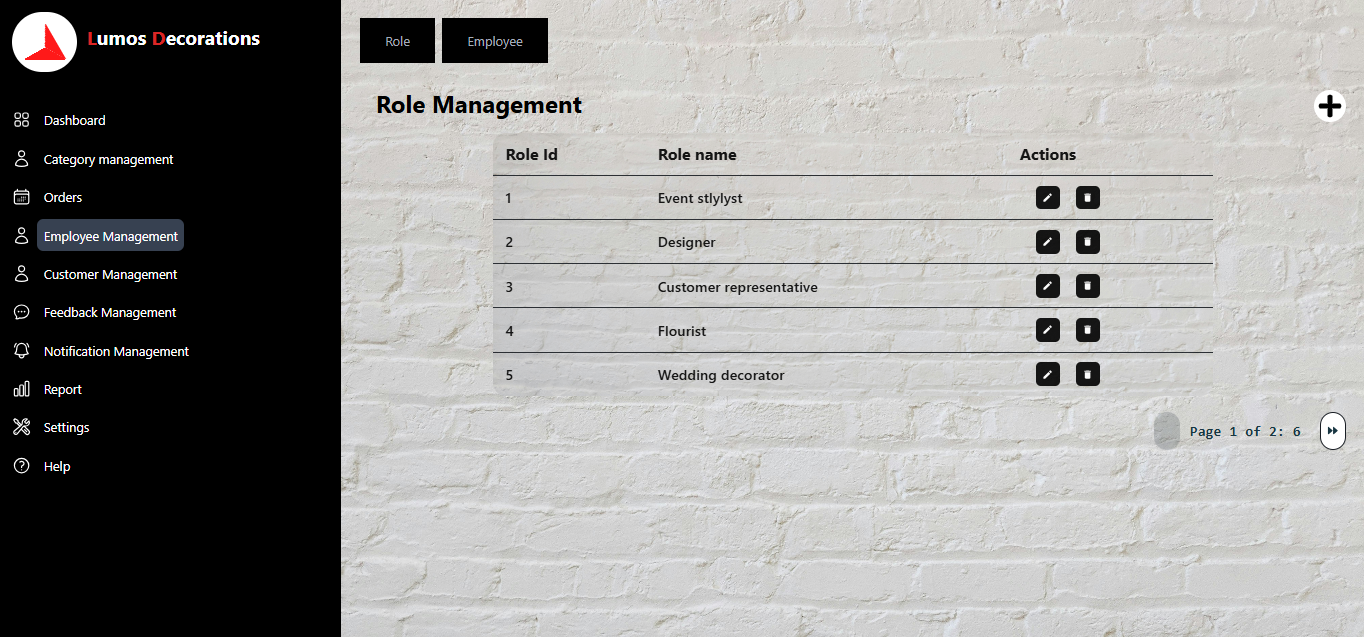 Lumos Decorations
Dashboard
Category management
Orders
Employee Management
Customer Management
Feedback Management
Notification Management
Report
Settings
Help
Role Employee
Role Management
Role Id Role name Actions
1 Event stlylyst
2 Designer
3 Customer representative
4 Flourist
5 Wedding decorator
Page 1 of 2: 6